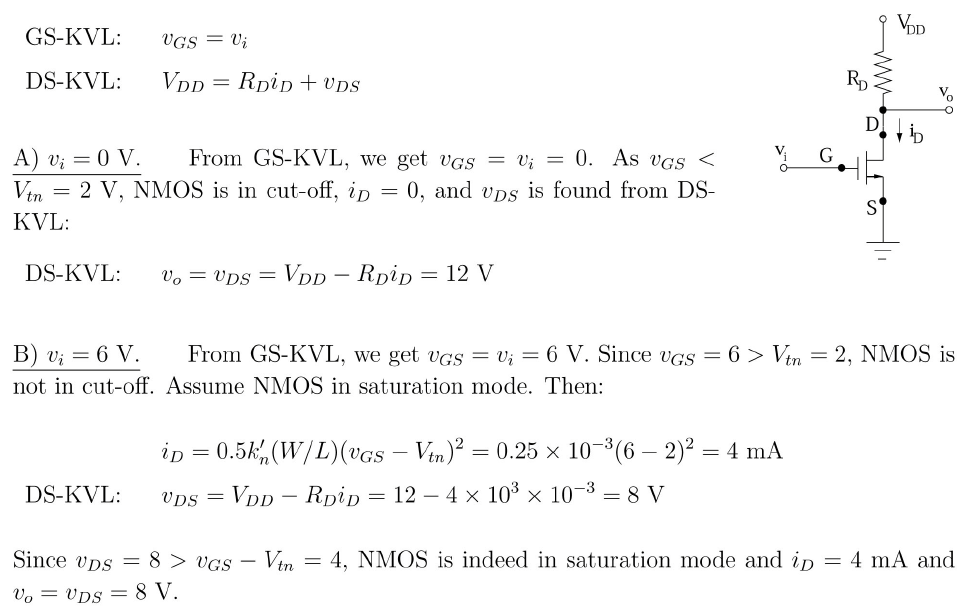 GS-KVL: v_{GS} = v_i
DS-KVL: V_{DD} = R_D i_D + v_{DS}
V_{DD}
R_D
v_o
D
i_D
v_i
G
S
A) v_i = 0 V. From GS-KVL, we get v_{GS} = v_i = 0. As v_{GS} <
V_{tn} = 2 V, NMOS is in cut-off, i_D = 0, and v_{DS} is found from DS-
KVL:
DS-KVL: v_o = v_{DS} = V_{DD} − R_D i_D = 12 V
B) v_i = 6 V. From GS-KVL, we get v_{GS} = v_i = 6 V. Since v_{GS} = 6 > V_{tn} = 2, NMOS is
not in cut-off. Assume NMOS in saturation mode. Then:
i_D = 0.5k′_n(W/L)(v_{GS} − V_{tn})² = 0.25 × 10⁻³(6 − 2)² = 4 mA
DS-KVL: v_{DS} = V_{DD} − R_D i_D = 12 − 4 × 10³ × 10⁻³ = 8 V
Since v_{DS} = 8 > v_{GS} − V_{tn} = 4, NMOS is indeed in saturation mode and i_D = 4 mA and
v_o = v_{DS} = 8 V.